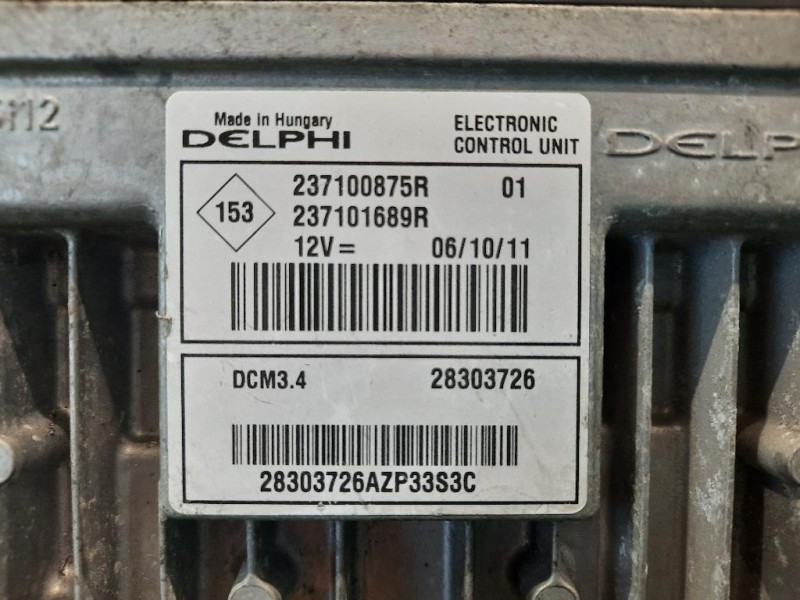 Made in Hungary
DELPHI
ELECTRONIC
CONTROL UNIT
153
237100875R 01
237101689R
12V = 06/10/11
DCM3.4 28303726
28303726AZP33S3C
DELP